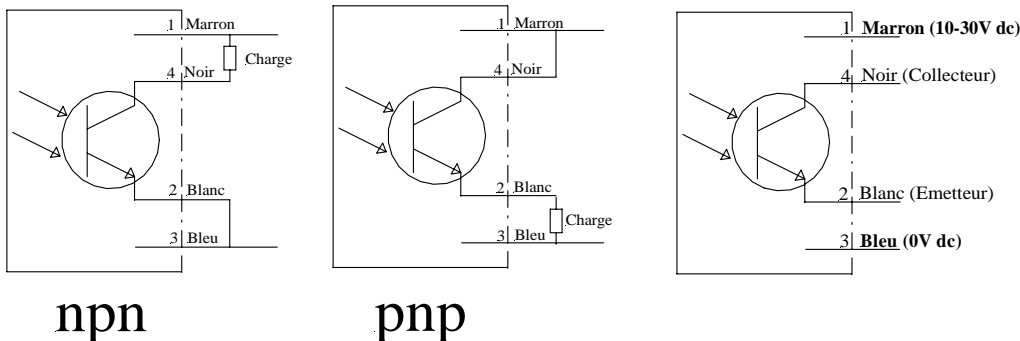 1 Marron
Charge
4 Noir
2 Blanc
3 Bleu
npn
1 Marron
4 Noir
2 Blanc
Charge
3 Bleu
pnp
1 Marron (10-30V dc)
4 Noir (Collecteur)
2 Blanc (Emetteur)
3 Bleu (0V dc)